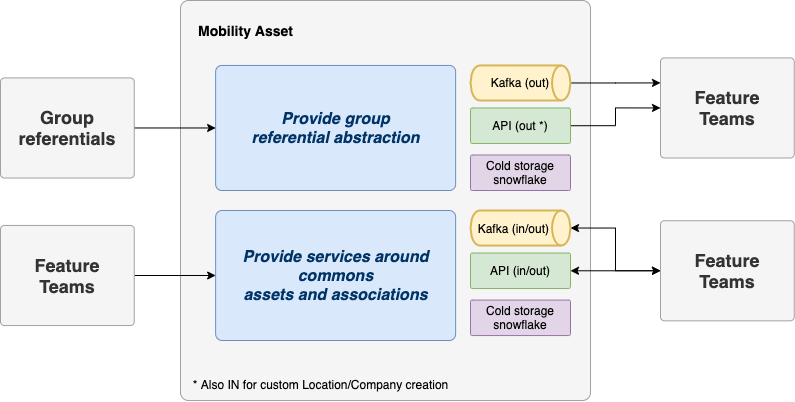 Mobility Asset
Group
referentials
Provide group
referential abstraction
Kafka (out)
API (out *)
Cold storage
snowflake
Feature
Teams
Feature
Teams
Provide services around
commons
assets and associations
Kafka (in/out)
API (in/out)
Cold storage
snowflake
Feature
Teams
* Also IN for custom Location/Company creation